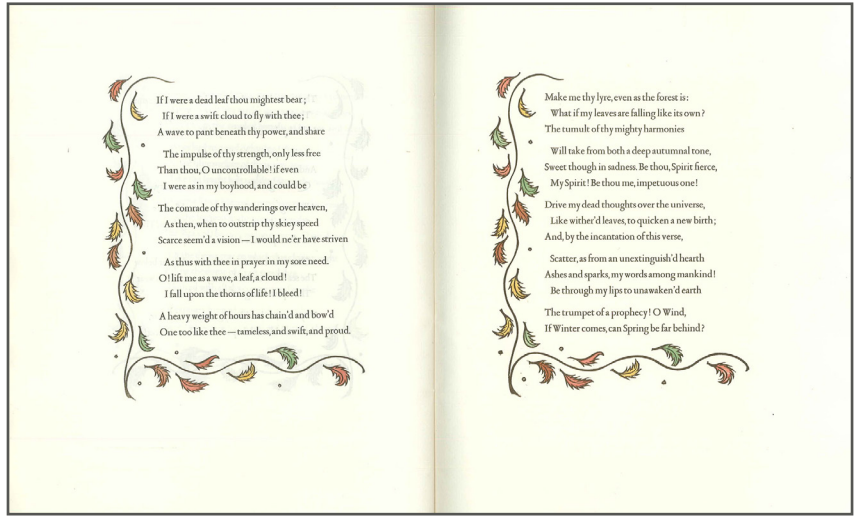 If I were a dead leaf thou mightest bear;
If I were a swift cloud to fly with thee;
A wave to pant beneath thy power, and share
The impulse of thy strength, only less free
Than thou, O uncontrollable! if even
I were as in my boyhood, and could be
The comrade of thy wanderings over heaven,
As then, when to outstrip thy skiey speed
Scarce seem'd a vision—I would ne'er have striven
As thus with thee in prayer in my sore need.
O! lift me as a wave, a leaf, a cloud!
I fall upon the thorns of life! I bleed!
A heavy weight of hours has chain'd and bow'd
One too like thee—tameless, and swift, and proud.
Make me thy lyre, even as the forest is:
What if my leaves are falling like its own?
The tumult of thy mighty harmonies
Will take from both a deep autumnal tone,
Sweet though in sadness. Be thou, Spirit fierce,
My Spirit! Be thou me, impetuous one!
Drive my dead thoughts over the universe,
Like wither'd leaves, to quicken a new birth;
And, by the incantation of this verse,
Scatter, as from an unextinguish'd hearth
Ashes and sparks, my words among mankind!
Be through my lips to unawaken'd earth
The trumpet of a prophecy! O Wind,
If Winter comes, can Spring be far behind?